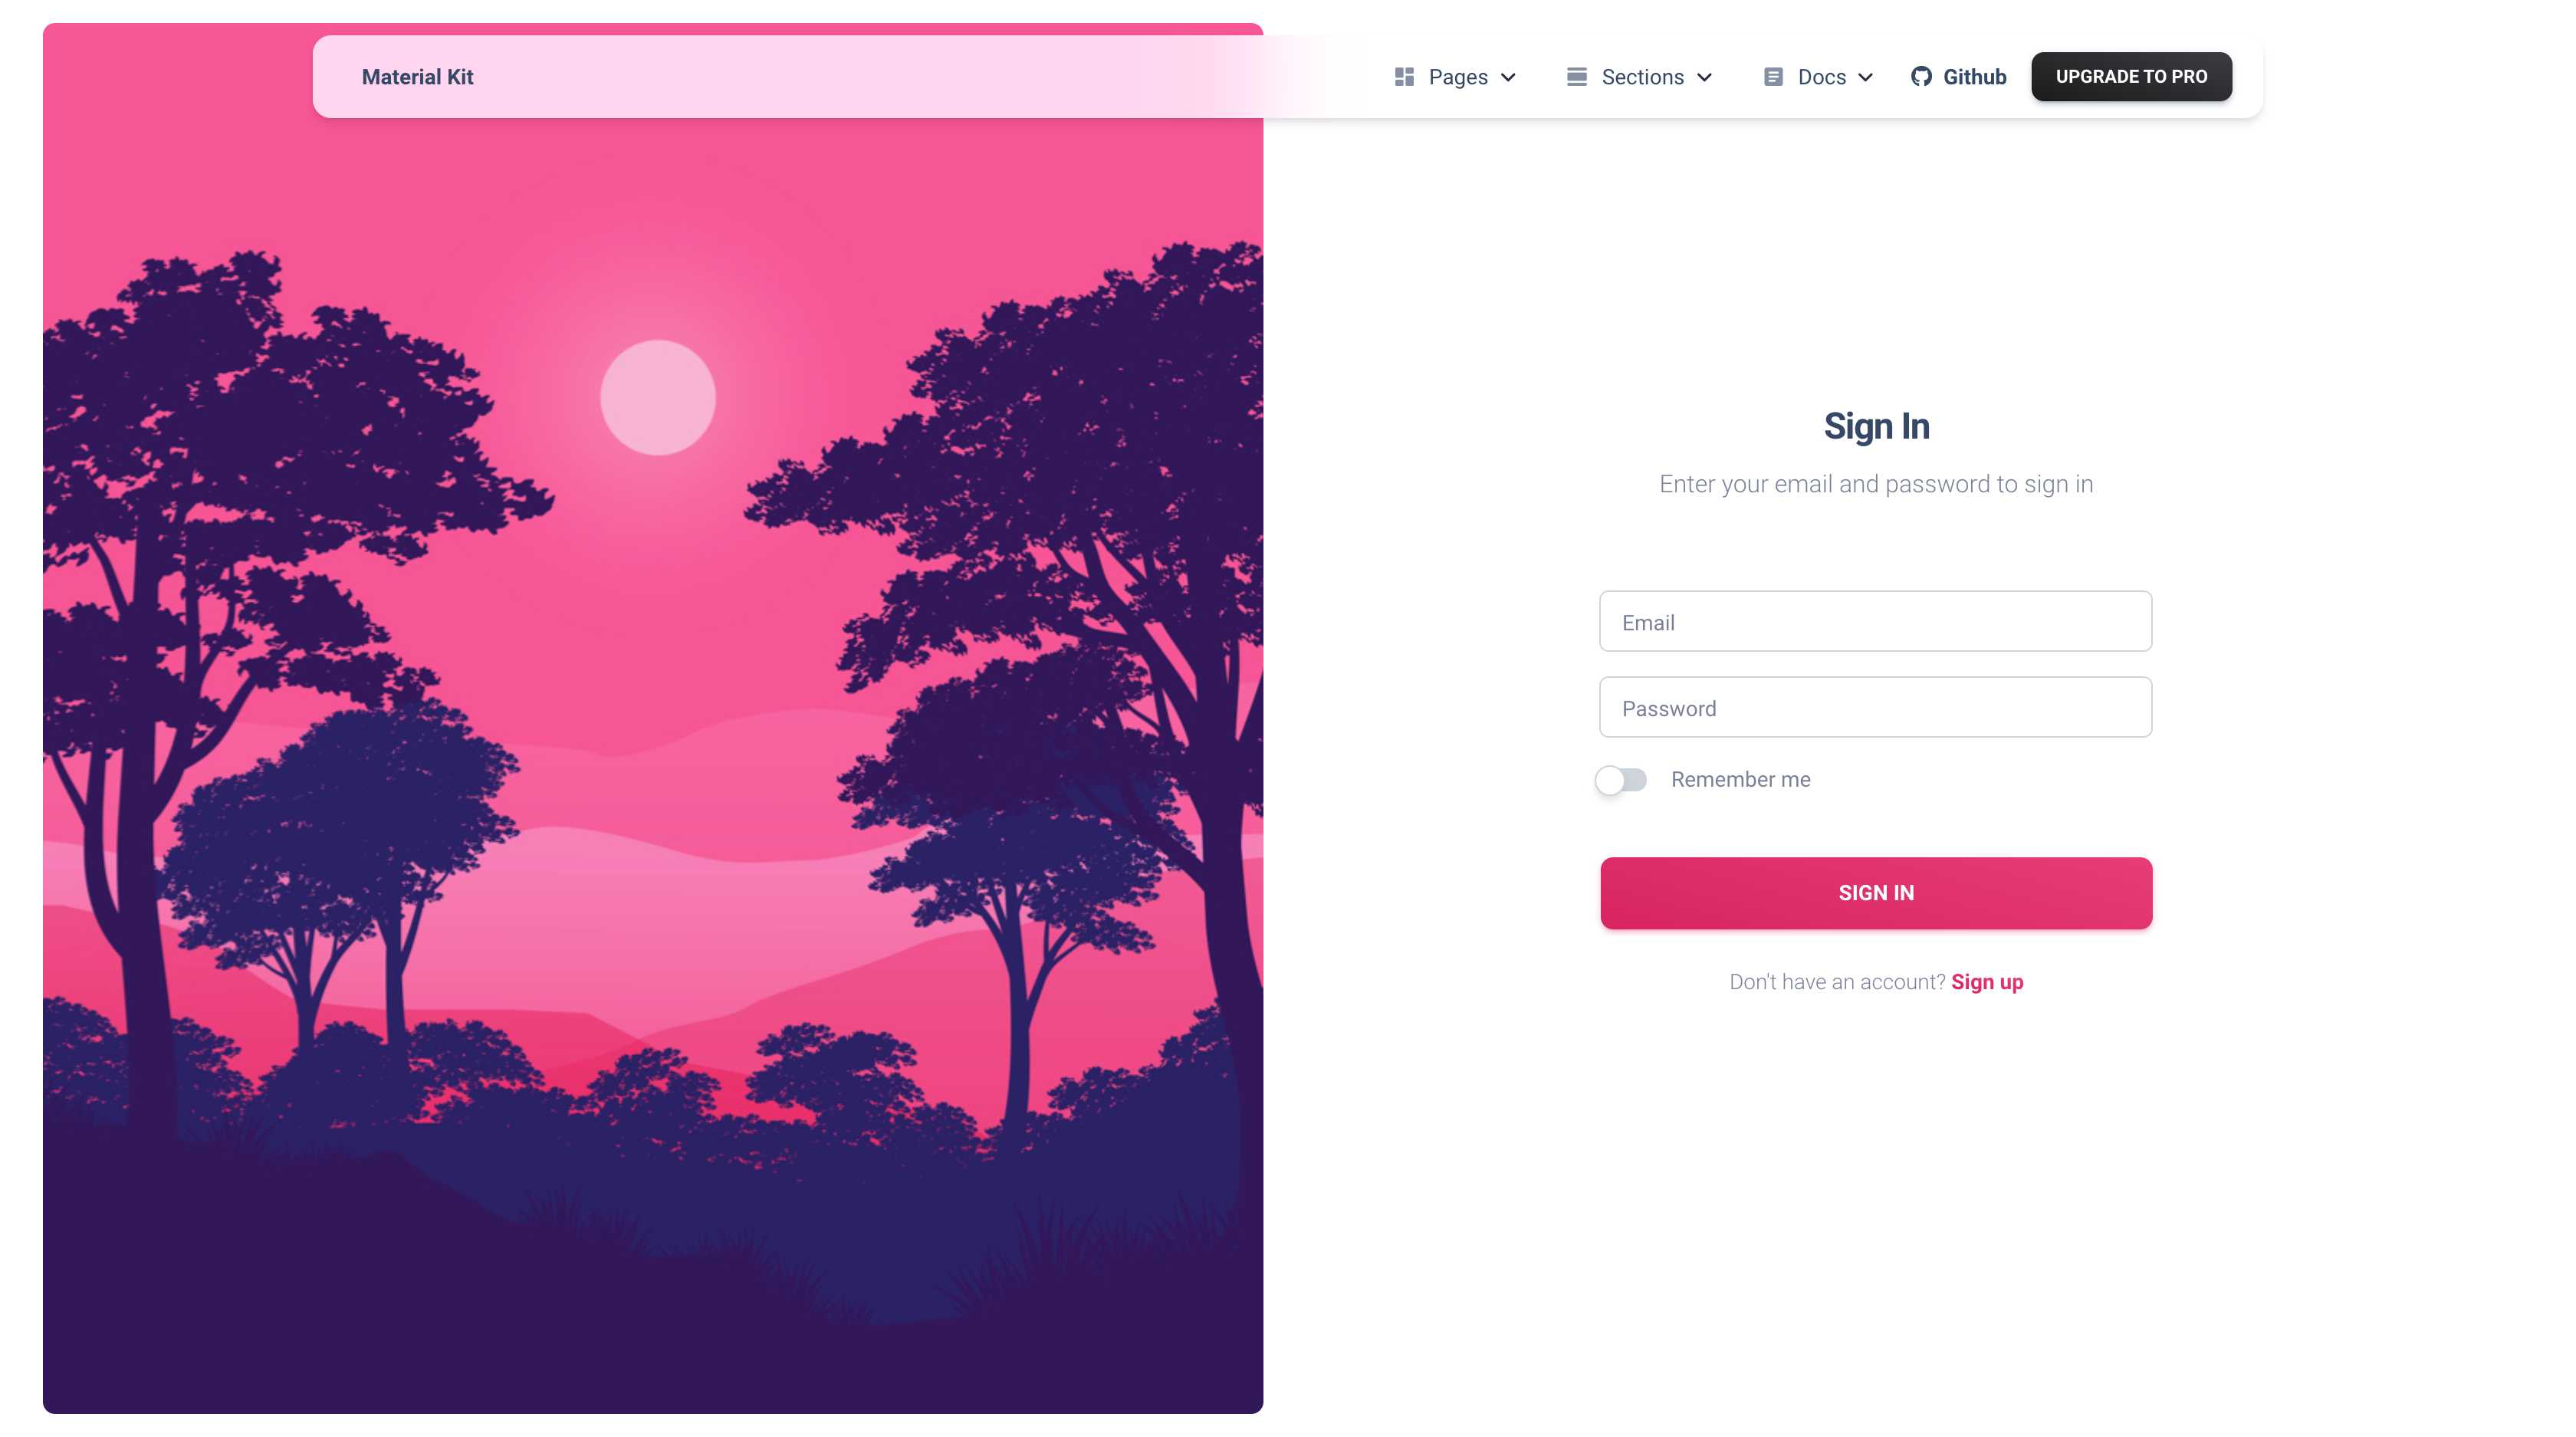 Material Kit
Pages
Sections
Docs
Github
UPGRADE TO PRO
Sign In
Enter your email and password to sign in
Email
Password
Remember me
SIGN IN
Don't have an account? Sign up